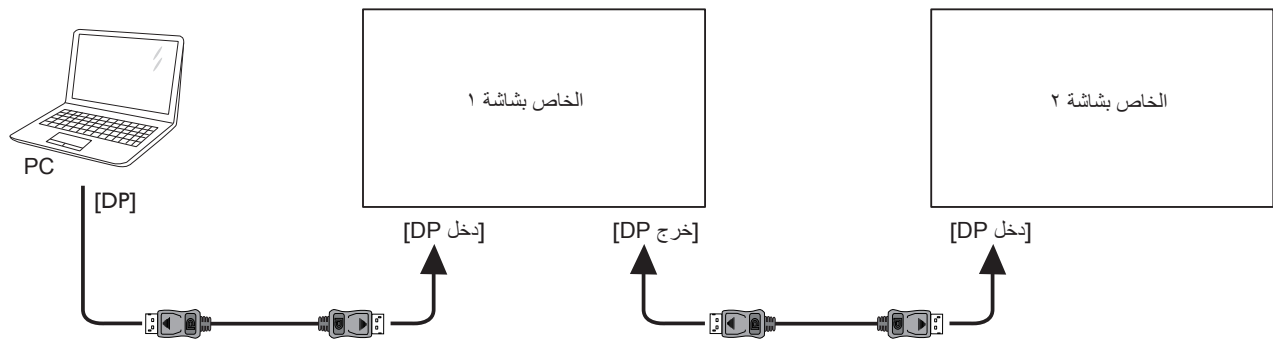 الخاص بشاشة ١
الخاص بشاشة ٢
PC
[DP]
[دخل DP]
[خرج DP]
[دخل DP]